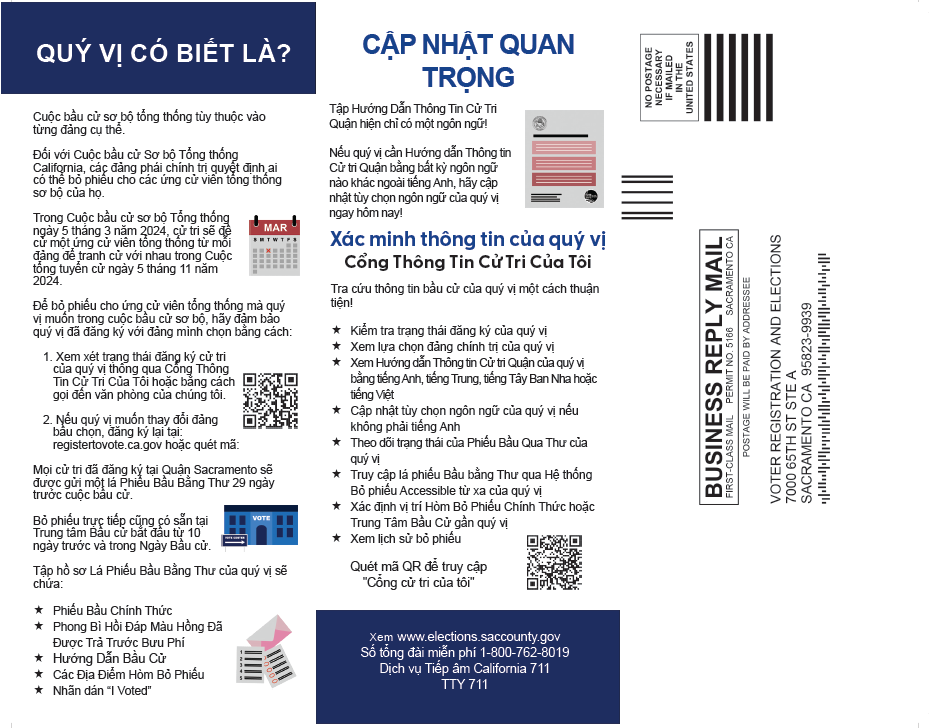 QUÝ VỊ CÓ BIẾT LÀ?
Cuộc bầu cử sơ bộ tổng thống tùy thuộc vào
từng đảng cụ thể.
Đối với Cuộc bầu cử Sơ bộ Tổng thống
California, các đảng phái chính trị quyết định ai
có thể bỏ phiếu cho các ứng cử viên tổng thống
sơ bộ của họ.
Trong Cuộc bầu cử sơ bộ Tổng thống
ngày 5 tháng 3 năm 2024, cử tri sẽ đề
cử một ứng cử viên tổng thống từ mỗi
đảng để tranh cử với nhau trong Cuộc
tổng tuyển cử ngày 5 tháng 11 năm
2024.
MAR
S M T W T F S
Để bỏ phiếu cho ứng cử viên tổng thống mà quý
vị muốn trong cuộc bầu cử sơ bộ, hãy đảm bảo
quý vị đã đăng ký với đảng mình chọn bằng cách:
1. Xem xét trạng thái đăng ký cử tri
của quý vị thông qua Cổng Thông
Tin Cử Tri Của Tôi hoặc bằng cách
gọi đến văn phòng của chúng tôi.
2. Nếu quý vị muốn thay đổi đảng
bầu chọn, đăng ký lại tại:
registertovote.ca.gov hoặc quét mã:
Mọi cử tri đã đăng ký tại Quận Sacramento sẽ
được gửi một lá Phiếu Bầu Bằng Thư 29 ngày
trước cuộc bầu cử.
Bỏ phiếu trực tiếp cũng có sẵn tại
Trung tâm Bầu cử bắt đầu từ 10
ngày trước và trong Ngày Bầu cử.
VOTE
VOTE CENTER
Tập hồ sơ Lá Phiếu Bầu Bằng Thư của quý vị sẽ
chứa:
★ Phiếu Bầu Chính Thức
★ Phong Bì Hồi Đáp Màu Hồng Đã
Được Trả Trước Bưu Phí
★ Hướng Dẫn Bầu Cử
★ Các Địa Điểm Hòm Bỏ Phiếu
★ Nhãn dán “I Voted”
1
2
3
4
5
CẬP NHẬT QUAN
TRỌNG
Tập Hướng Dẫn Thông Tin Cử Tri
Quận hiện chỉ có một ngôn ngữ!
Nếu quý vị cần Hướng dẫn Thông tin
Cử tri Quận bằng bất kỳ ngôn ngữ
nào khác ngoài tiếng Anh, hãy cập
nhật tùy chọn ngôn ngữ của quý vị
ngay hôm nay!
Xác minh thông tin của quý vị
Cổng Thông Tin Cử Tri Của Tôi
Tra cứu thông tin bầu cử của quý vị một cách thuận
tiện!
★ Kiểm tra trạng thái đăng ký của quý vị
★ Xem lựa chọn đảng chính trị của quý vị
★ Xem Hướng dẫn Thông tin Cử tri Quận của quý vị
bằng tiếng Anh, tiếng Trung, tiếng Tây Ban Nha hoặc
tiếng Việt
★ Cập nhật tùy chọn ngôn ngữ của quý vị nếu
không phải tiếng Anh
★ Theo dõi trạng thái của Phiếu Bầu Qua Thư của
quý vị
★ Truy cập lá phiếu Bầu bằng Thư qua Hệ thống
Bỏ phiếu Accessible từ xa của quý vị
★ Xác định vị trí Hòm Bỏ Phiếu Chính Thức hoặc
Trung Tâm Bầu Cử gần quý vị
★ Xem lịch sử bỏ phiếu
Quét mã QR để truy cập
"Cổng cử tri của tôi"
Xem www.elections.saccounty.gov
Số tổng đài miễn phí 1-800-762-8019
Dịch vụ Tiếp âm California 711
TTY 711
NO POSTAGE
NECESSARY
IF MAILED
IN THE
UNITED STATES
BUSINESS REPLY MAIL
FIRST-CLASS MAIL PERMIT NO. 5166 SACRAMENTO CA
POSTAGE WILL BE PAID BY ADDRESSEE
VOTER REGISTRATION AND ELECTIONS
7000 65TH ST STE A
SACRAMENTO CA 95823-9939